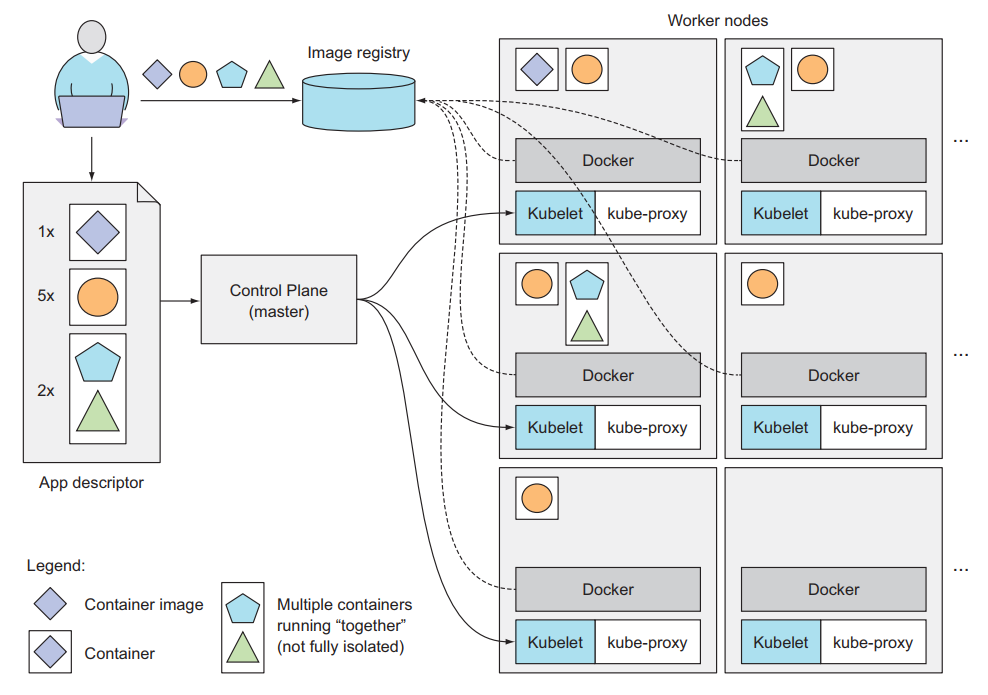 Worker nodes
Image registry
Docker
Kubelet
kube-proxy
Docker
Kubelet
kube-proxy
...
1x
5x
2x
App descriptor
Control Plane
(master)
Docker
Kubelet
kube-proxy
Docker
Kubelet
kube-proxy
...
Docker
Kubelet
kube-proxy
Docker
Kubelet
kube-proxy
...
Legend:
Container image
Container
Multiple containers
running “together”
(not fully isolated)